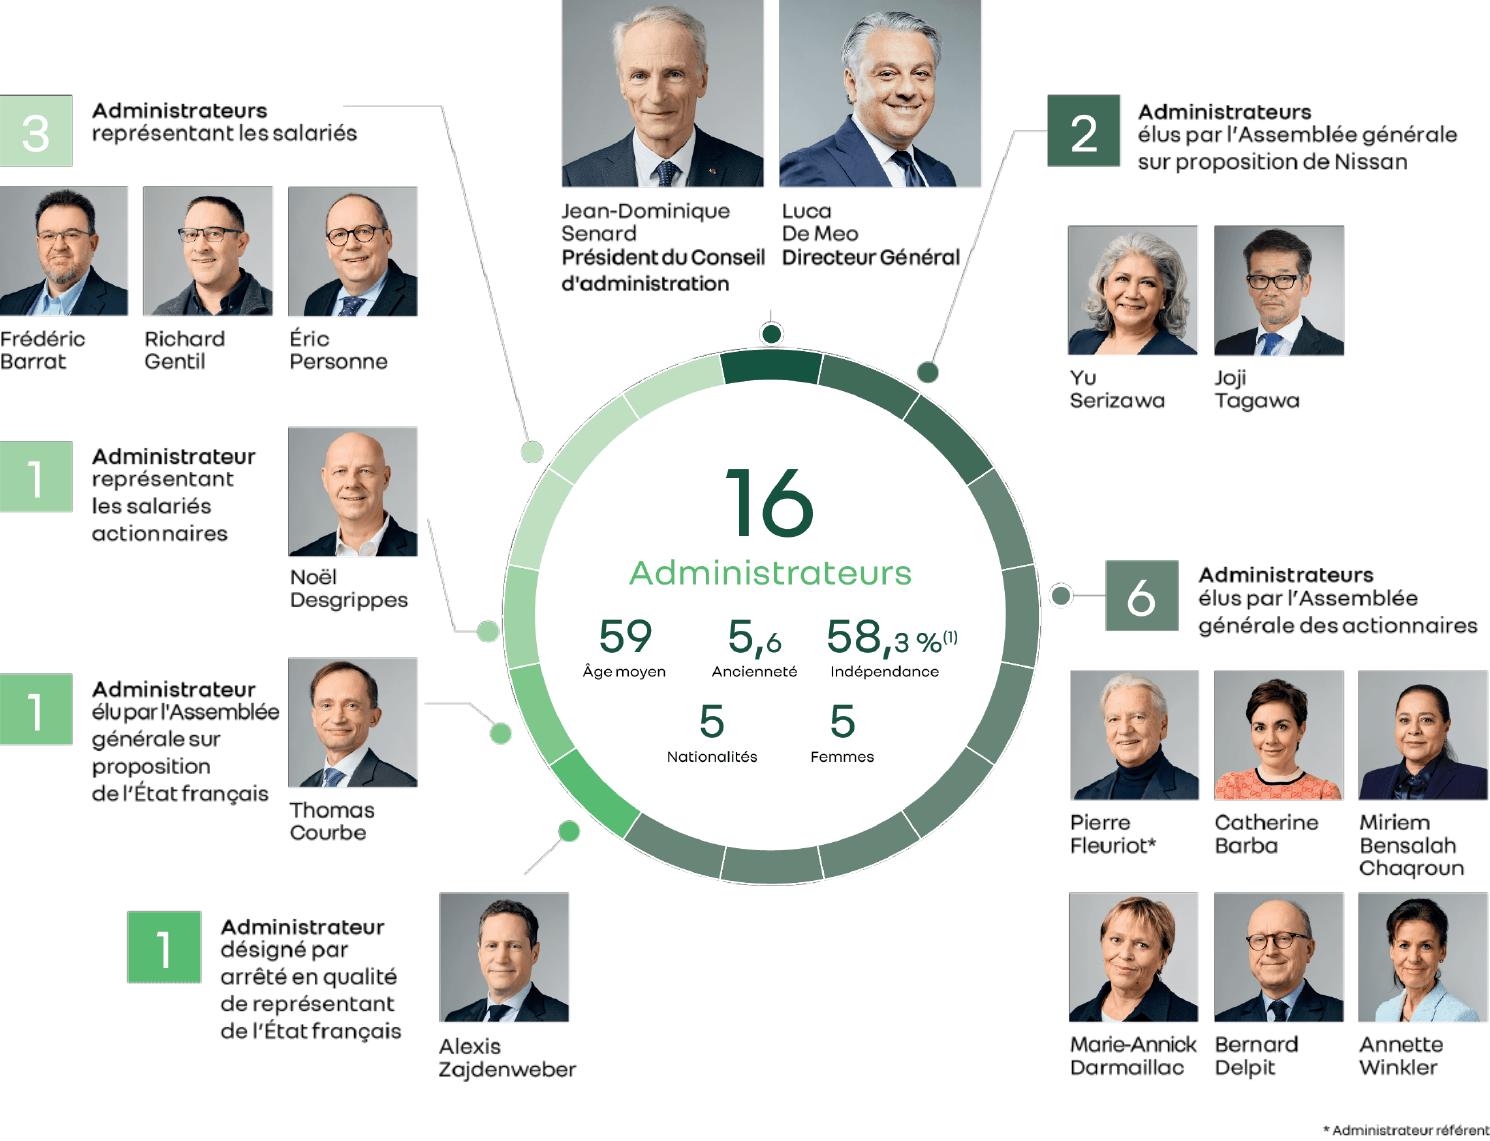 Jean-Dominique
Senard
Président du Conseil
d'administration
Luca
De Meo
Directeur Général
3
Administrateurs
représentant les salariés
Frédéric
Barrat
Richard
Gentil
Éric
Personne
1
Administrateur
représentant
les salariés
actionnaires
Noël
Desgrippes
1
Administrateur
élu par l'Assemblée
générale sur
proposition
de l'État français
Thomas
Courbe
1
Administrateur
désigné par
arrêté en qualité
de représentant
de l'État français
Alexis
Zajdenweber
16
Administrateurs
59
Âge moyen
5,6
Ancienneté
58,3 %(1)
Indépendance
5
Nationalités
5
Femmes
2
Administrateurs
élus par l'Assemblée générale
sur proposition de Nissan
Yu
Serizawa
Joji
Tagawa
6
Administrateurs
élus par l'Assemblée
générale des actionnaires
Pierre
Fleuriot*
Catherine
Barba
Miriem
Bensalah
Chaqroun
Marie-Annick
Darmaillac
Bernard
Delpit
Annette
Winkler
* Administrateur référent